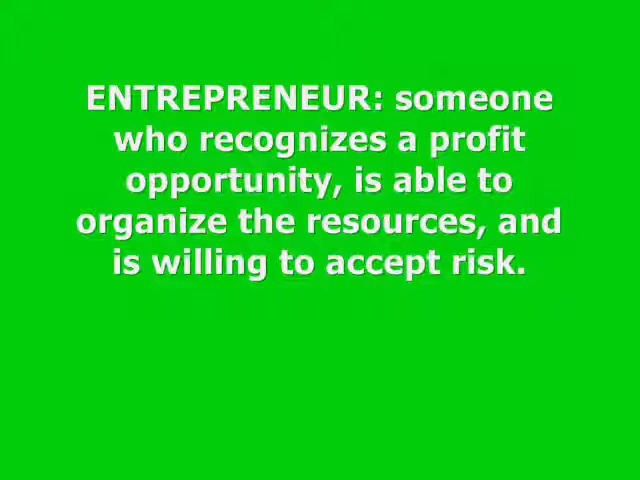 ENTREPRENEUR: someone
who recognizes a profit
opportunity, is able to
organize the resources, and
is willing to accept risk.